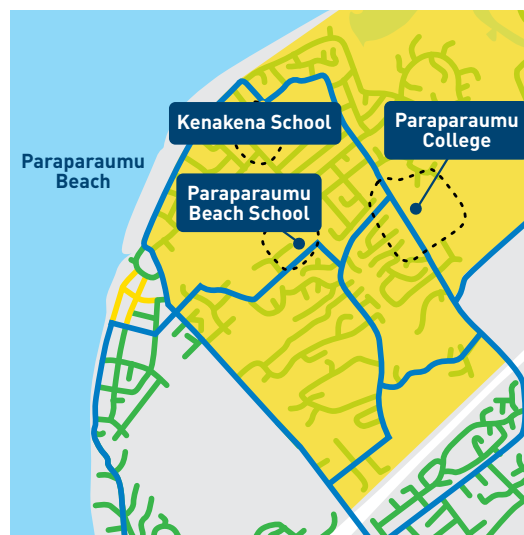 Kenakena School
Paraparaumu
College
Paraparaumu
Beach
Paraparaumu
Beach School